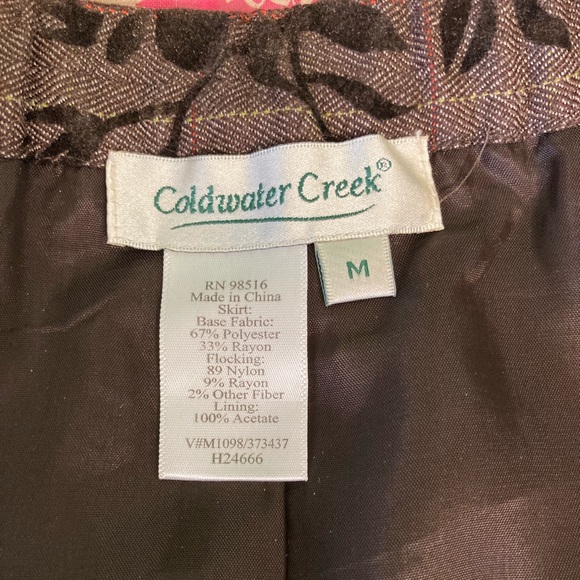 Coldwater Creek®
M
RN 98516
Made in China
Skirt:
Base Fabric:
67% Polyester
33% Rayon
Flocking:
89 Nylon
9% Rayon
2% Other Fiber
Lining:
100% Acetate
V#M1098/373437
H24666